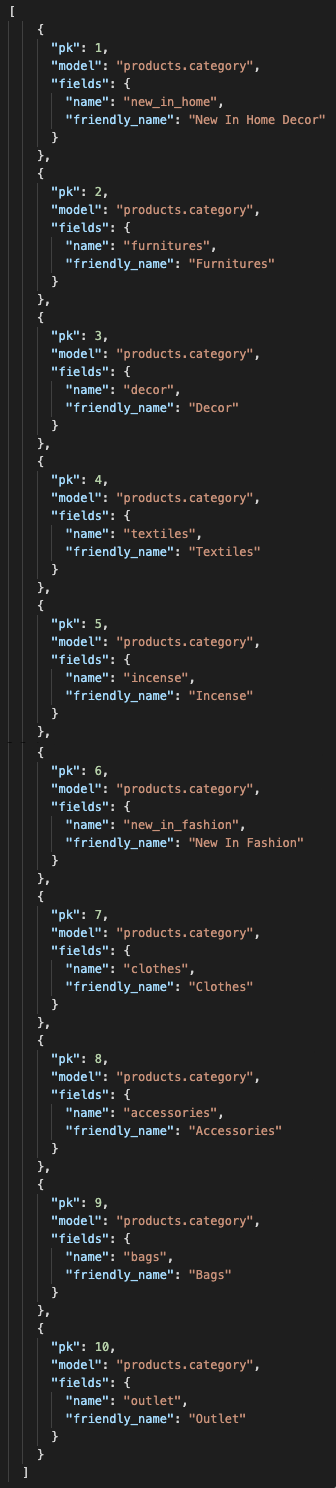 [
  {
    "pk": 1,
    "model": "products.category",
    "fields": {
      "name": "new_in_home",
      "friendly_name": "New In Home Decor"
    }
  },
  {
    "pk": 2,
    "model": "products.category",
    "fields": {
      "name": "furnitures",
      "friendly_name": "Furnitures"
    }
  },
  {
    "pk": 3,
    "model": "products.category",
    "fields": {
      "name": "decor",
      "friendly_name": "Decor"
    }
  },
  {
    "pk": 4,
    "model": "products.category",
    "fields": {
      "name": "textiles",
      "friendly_name": "Textiles"
    }
  },
  {
    "pk": 5,
    "model": "products.category",
    "fields": {
      "name": "incense",
      "friendly_name": "Incense"
    }
  },
  {
    "pk": 6,
    "model": "products.category",
    "fields": {
      "name": "new_in_fashion",
      "friendly_name": "New In Fashion"
    }
  },
  {
    "pk": 7,
    "model": "products.category",
    "fields": {
      "name": "clothes",
      "friendly_name": "Clothes"
    }
  },
  {
    "pk": 8,
    "model": "products.category",
    "fields": {
      "name": "accessories",
      "friendly_name": "Accessories"
    }
  },
  {
    "pk": 9,
    "model": "products.category",
    "fields": {
      "name": "bags",
      "friendly_name": "Bags"
    }
  },
  {
    "pk": 10,
    "model": "products.category",
    "fields": {
      "name": "outlet",
      "friendly_name": "Outlet"
    }
  }
]